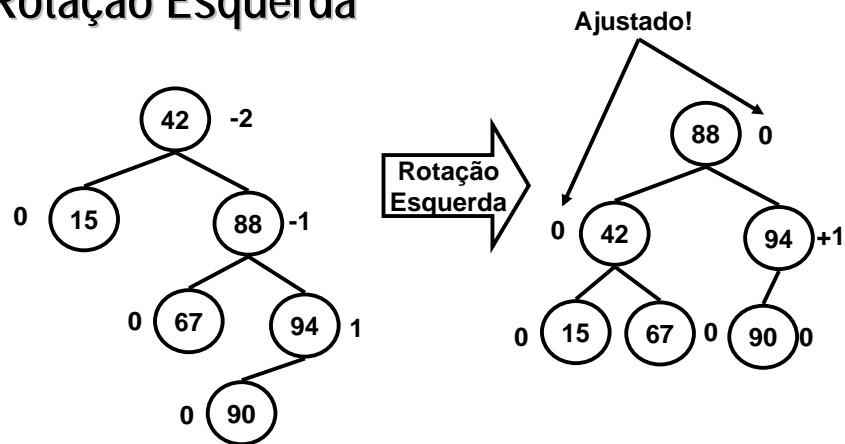 Rotação Esquerda
Ajustado!
42 -2
0 15 88 -1
0 67 94 1
0 90
Rotação
Esquerda
88 0
0 42 94 +1
0 15 67 0 90 0